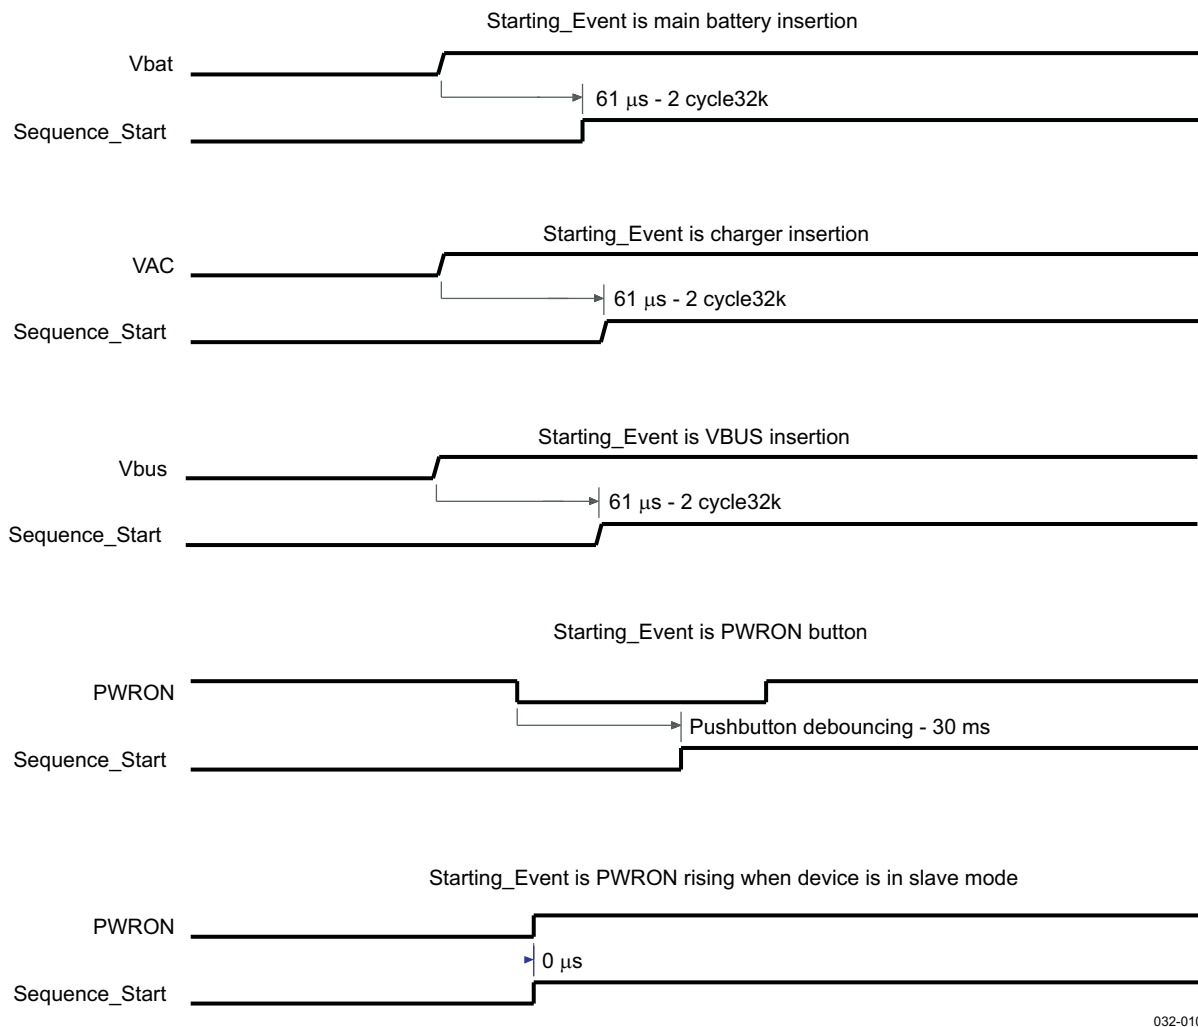 Starting_Event is main battery insertion
Vbat
61 μs - 2 cycle32k
Sequence_Start
Starting_Event is charger insertion
VAC
61 μs - 2 cycle32k
Sequence_Start
Starting_Event is VBUS insertion
Vbus
61 μs - 2 cycle32k
Sequence_Start
Starting_Event is PWRON button
PWRON
Pushbutton debouncing - 30 ms
Sequence_Start
Starting_Event is PWRON rising when device is in slave mode
PWRON
0 μs
Sequence_Start
032-010